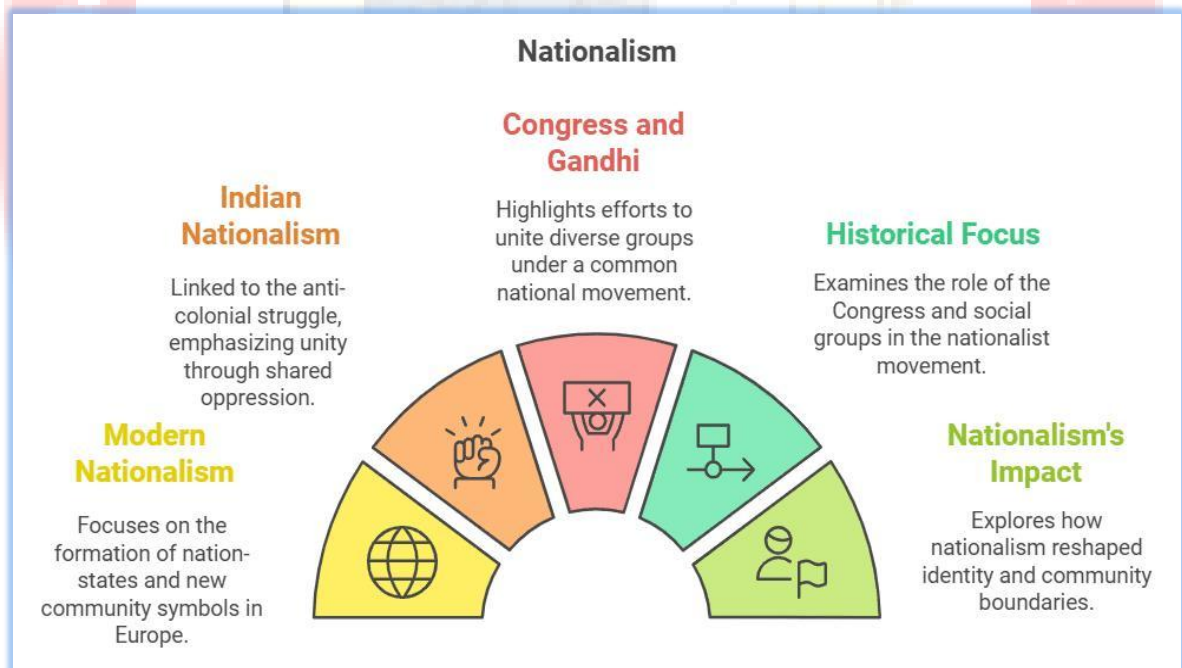 Nationalism
Modern
Nationalism
Focuses on the
formation of nation-
states and new
community symbols in
Europe.
Indian
Nationalism
Linked to the anti-
colonial struggle,
emphasizing unity
through shared
oppression.
Congress and
Gandhi
Highlights efforts to
unite diverse groups
under a common
national movement.
Historical Focus
Examines the role of the
Congress and social
groups in the nationalist
movement.
Nationalism's
Impact
Explores how
nationalism reshaped
identity and community
boundaries.